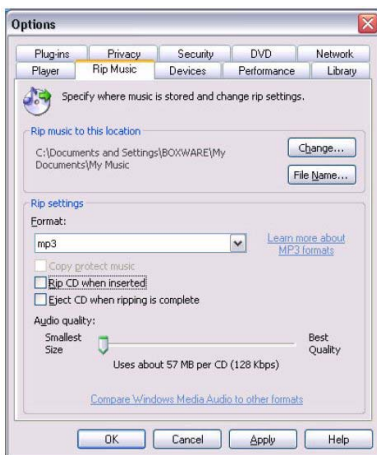 Options
Plug-ins Privacy Security DVD Network
Player Rip Music Devices Performance Library
Specify where music is stored and change rip settings.
Rip music to this location
C:\Documents and Settings\BOXWARE\My
Documents\My Music
Change...
File Name...
Rip settings
Format:
mp3
Learn more about
MP3 formats
Copy protect music
Rip CD when inserted
Eject CD when ripping is complete
Audio quality:
Smallest
Size
Best
Quality
Uses about 57 MB per CD (128 Kbps)
Compare Windows Media Audio to other formats
OK Cancel Apply Help